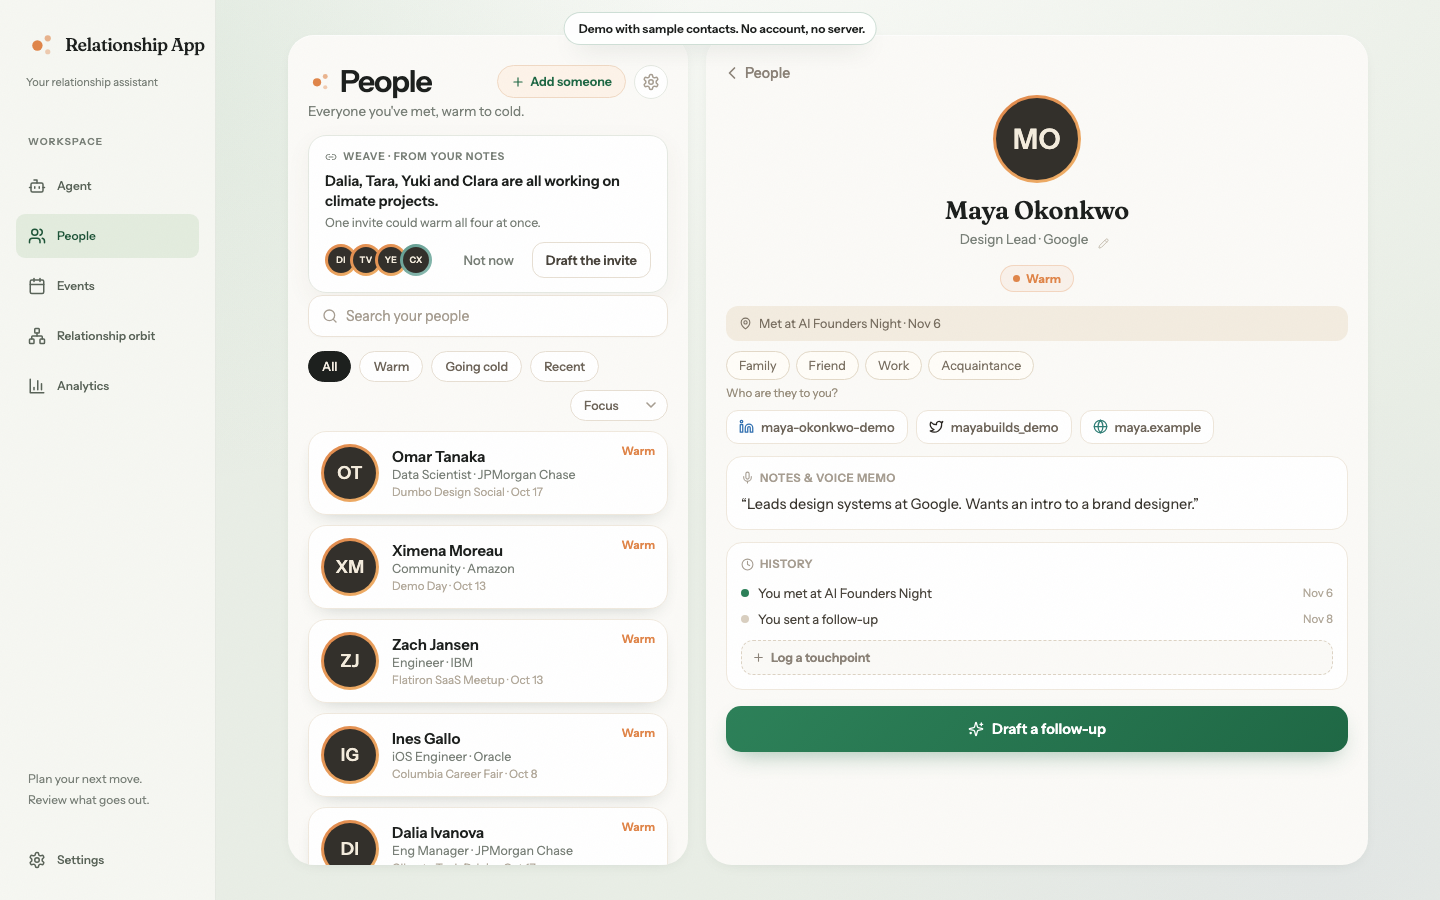 Demo with sample contacts. No account, no server.
Relationship App
Your relationship assistant
WORKSPACE
Agent
People
Events
Relationship orbit
Analytics
Plan your next move.
Review what goes out.
Settings
People
+ Add someone
Everyone you've met, warm to cold.
WEAVE · FROM YOUR NOTES
Dalia, Tara, Yuki and Clara are all working on
climate projects.
One invite could warm all four at once.
DI TV YE CX
Not now
Draft the invite
Search your people
All
Warm
Going cold
Recent
Focus
OT
Omar Tanaka
Warm
Data Scientist · JPMorgan Chase
Dumbo Design Social · Oct 17
XM
Ximena Moreau
Warm
Community · Amazon
Demo Day · Oct 13
ZJ
Zach Jansen
Warm
Engineer · IBM
Flatiron SaaS Meetup · Oct 13
IG
Ines Gallo
Warm
iOS Engineer · Oracle
Columbia Career Fair · Oct 8
DI
Dalia Ivanova
Warm
Eng Manager · JPMorgan Chase
People
MO
Maya Okonkwo
Design Lead · Google
Warm
Met at AI Founders Night · Nov 6
Family
Friend
Work
Acquaintance
Who are they to you?
maya-okonkwo-demo
mayabuilds_demo
maya.example
NOTES & VOICE MEMO
“Leads design systems at Google. Wants an intro to a brand designer.”
HISTORY
You met at AI Founders Night
Nov 6
You sent a follow-up
Nov 8
+ Log a touchpoint
Draft a follow-up